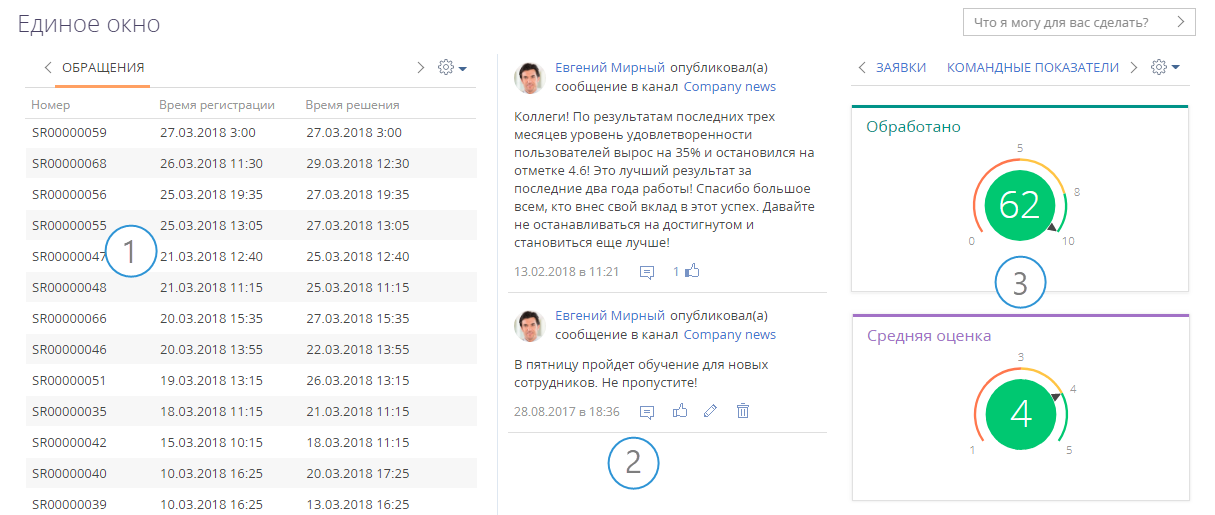 Единое окно
Что я могу для вас сделать?
ОБРАЩЕНИЯ
Номер Время регистрации Время решения
SR00000059 27.03.2018 3:00 27.03.2018 3:00
SR00000068 26.03.2018 11:30 29.03.2018 12:30
SR00000056 25.03.2018 19:35 27.03.2018 19:35
SR00000055 25.03.2018 13:05 27.03.2018 13:05
SR00000047 21.03.2018 12:40 25.03.2018 12:40
SR00000048 21.03.2018 11:15 25.03.2018 11:15
SR00000066 20.03.2018 15:35 27.03.2018 15:35
SR00000046 20.03.2018 13:55 22.03.2018 13:55
SR00000051 19.03.2018 13:15 26.03.2018 13:15
SR00000035 18.03.2018 11:15 21.03.2018 11:15
SR00000042 15.03.2018 10:15 18.03.2018 11:15
SR00000040 10.03.2018 16:25 20.03.2018 17:25
SR00000039 10.03.2018 16:25 13.03.2018 16:25
1
Евгений Мирный опубликовал(а)
сообщение в канал Company news
Коллеги! По результатам последних трех
месяцев уровень удовлетворенности
пользователей вырос на 35% и остановился на
отметке 4.6! Это лучший результат за
последние два года работы! Спасибо большое
всем, кто внес свой вклад в этот успех. Давайте
не останавливаться на достигнутом и
становиться еще лучше!
13.02.2018 в 11:21 1
Евгений Мирный опубликовал(а)
сообщение в канал Company news
В пятницу пройдет обучение для новых
сотрудников. Не пропустите!
28.08.2017 в 18:36
2
ЗАЯВКИ КОМАНДНЫЕ ПОКАЗАТЕЛИ
Обработано
5
8
62
0 10
3
Средняя оценка
3
4
4
1 5